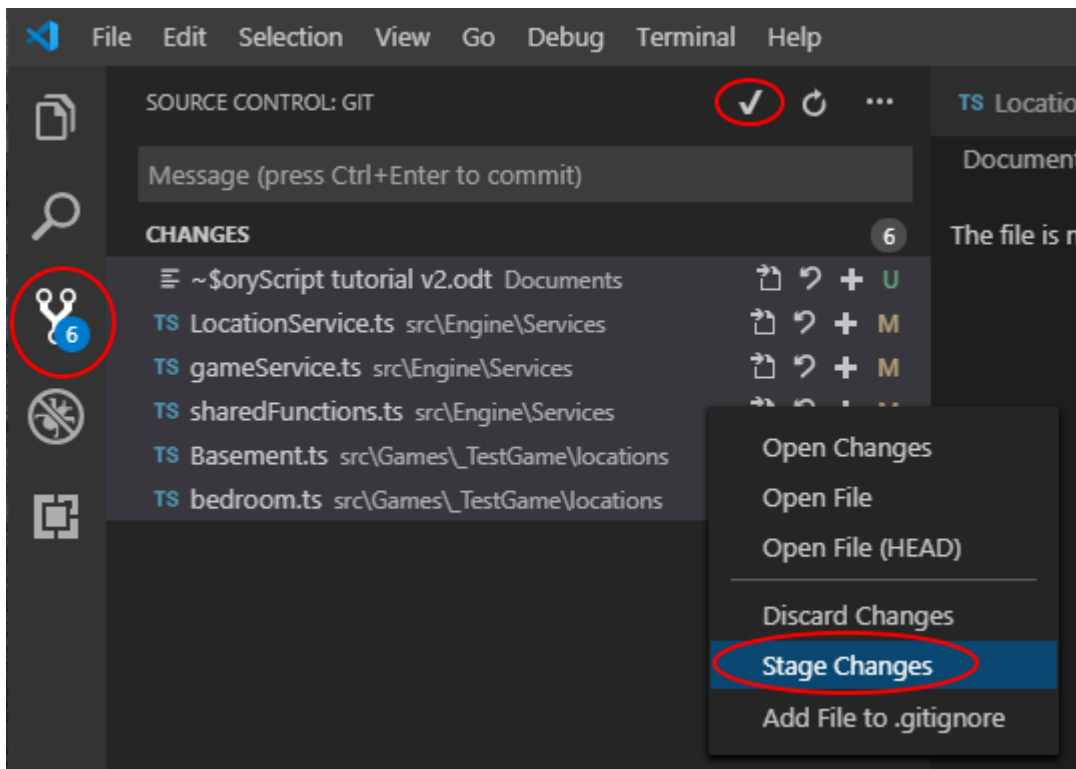 File Edit Selection View Go Debug Terminal Help
SOURCE CONTROL: GIT
TS Locatio
Message (press Ctrl+Enter to commit)
Document
CHANGES 6
The file is
~$oryScript tutorial v2.odt Documents U
6
TS LocationService.ts src\Engine\Services M
TS gameService.ts src\Engine\Services M
TS sharedFunctions.ts src\Engine\Services
TS Basement.ts src\Games\_TestGame\locations
TS bedroom.ts src\Games\_TestGame\locations
Open Changes
Open File
Open File (HEAD)
Discard Changes
Stage Changes
Add File to .gitignore